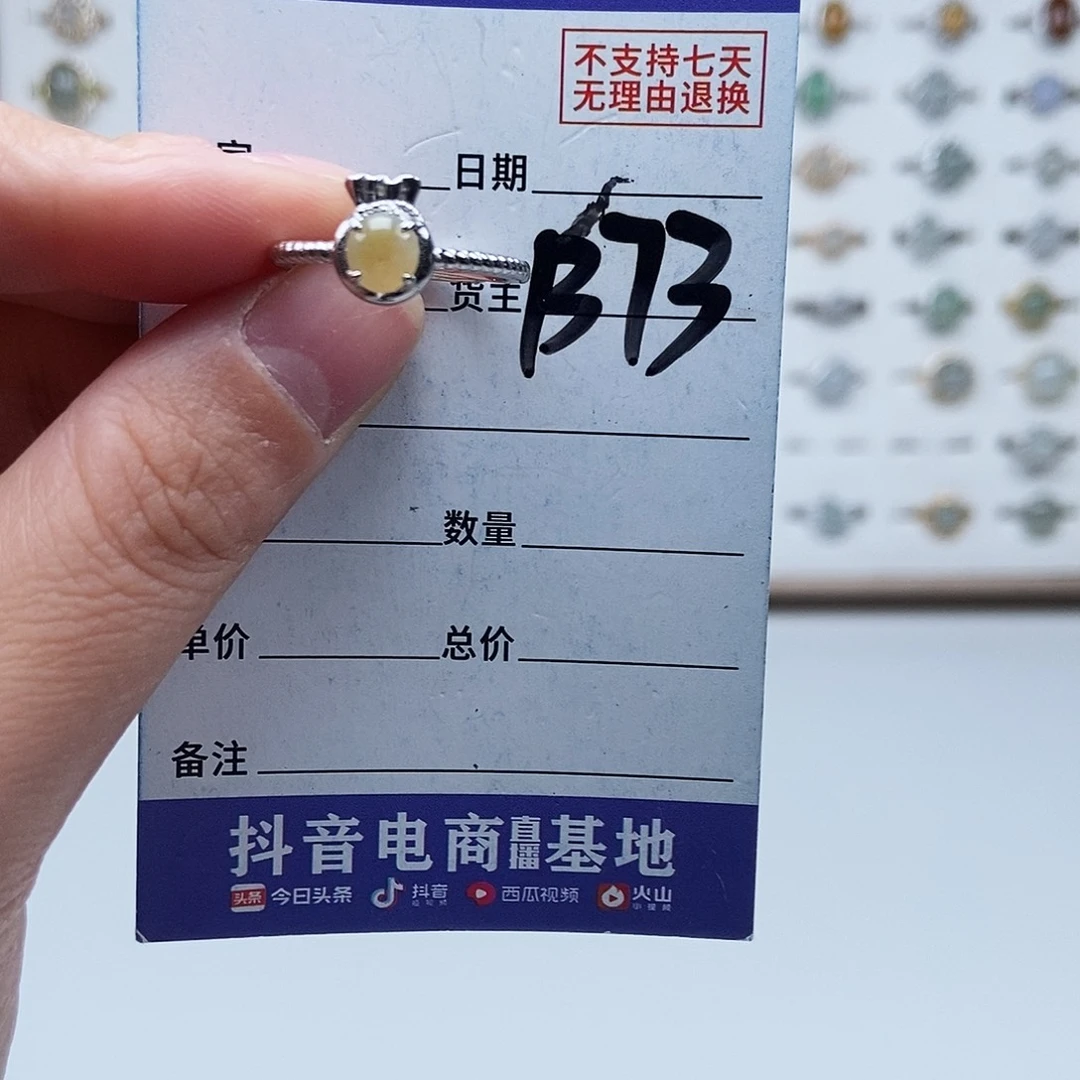 不支持七天
无理由退换
日期
货主 B73
数量
单价 总价
备注
抖音电商直播基地
头条 今日头条 抖音 西瓜视频 火山